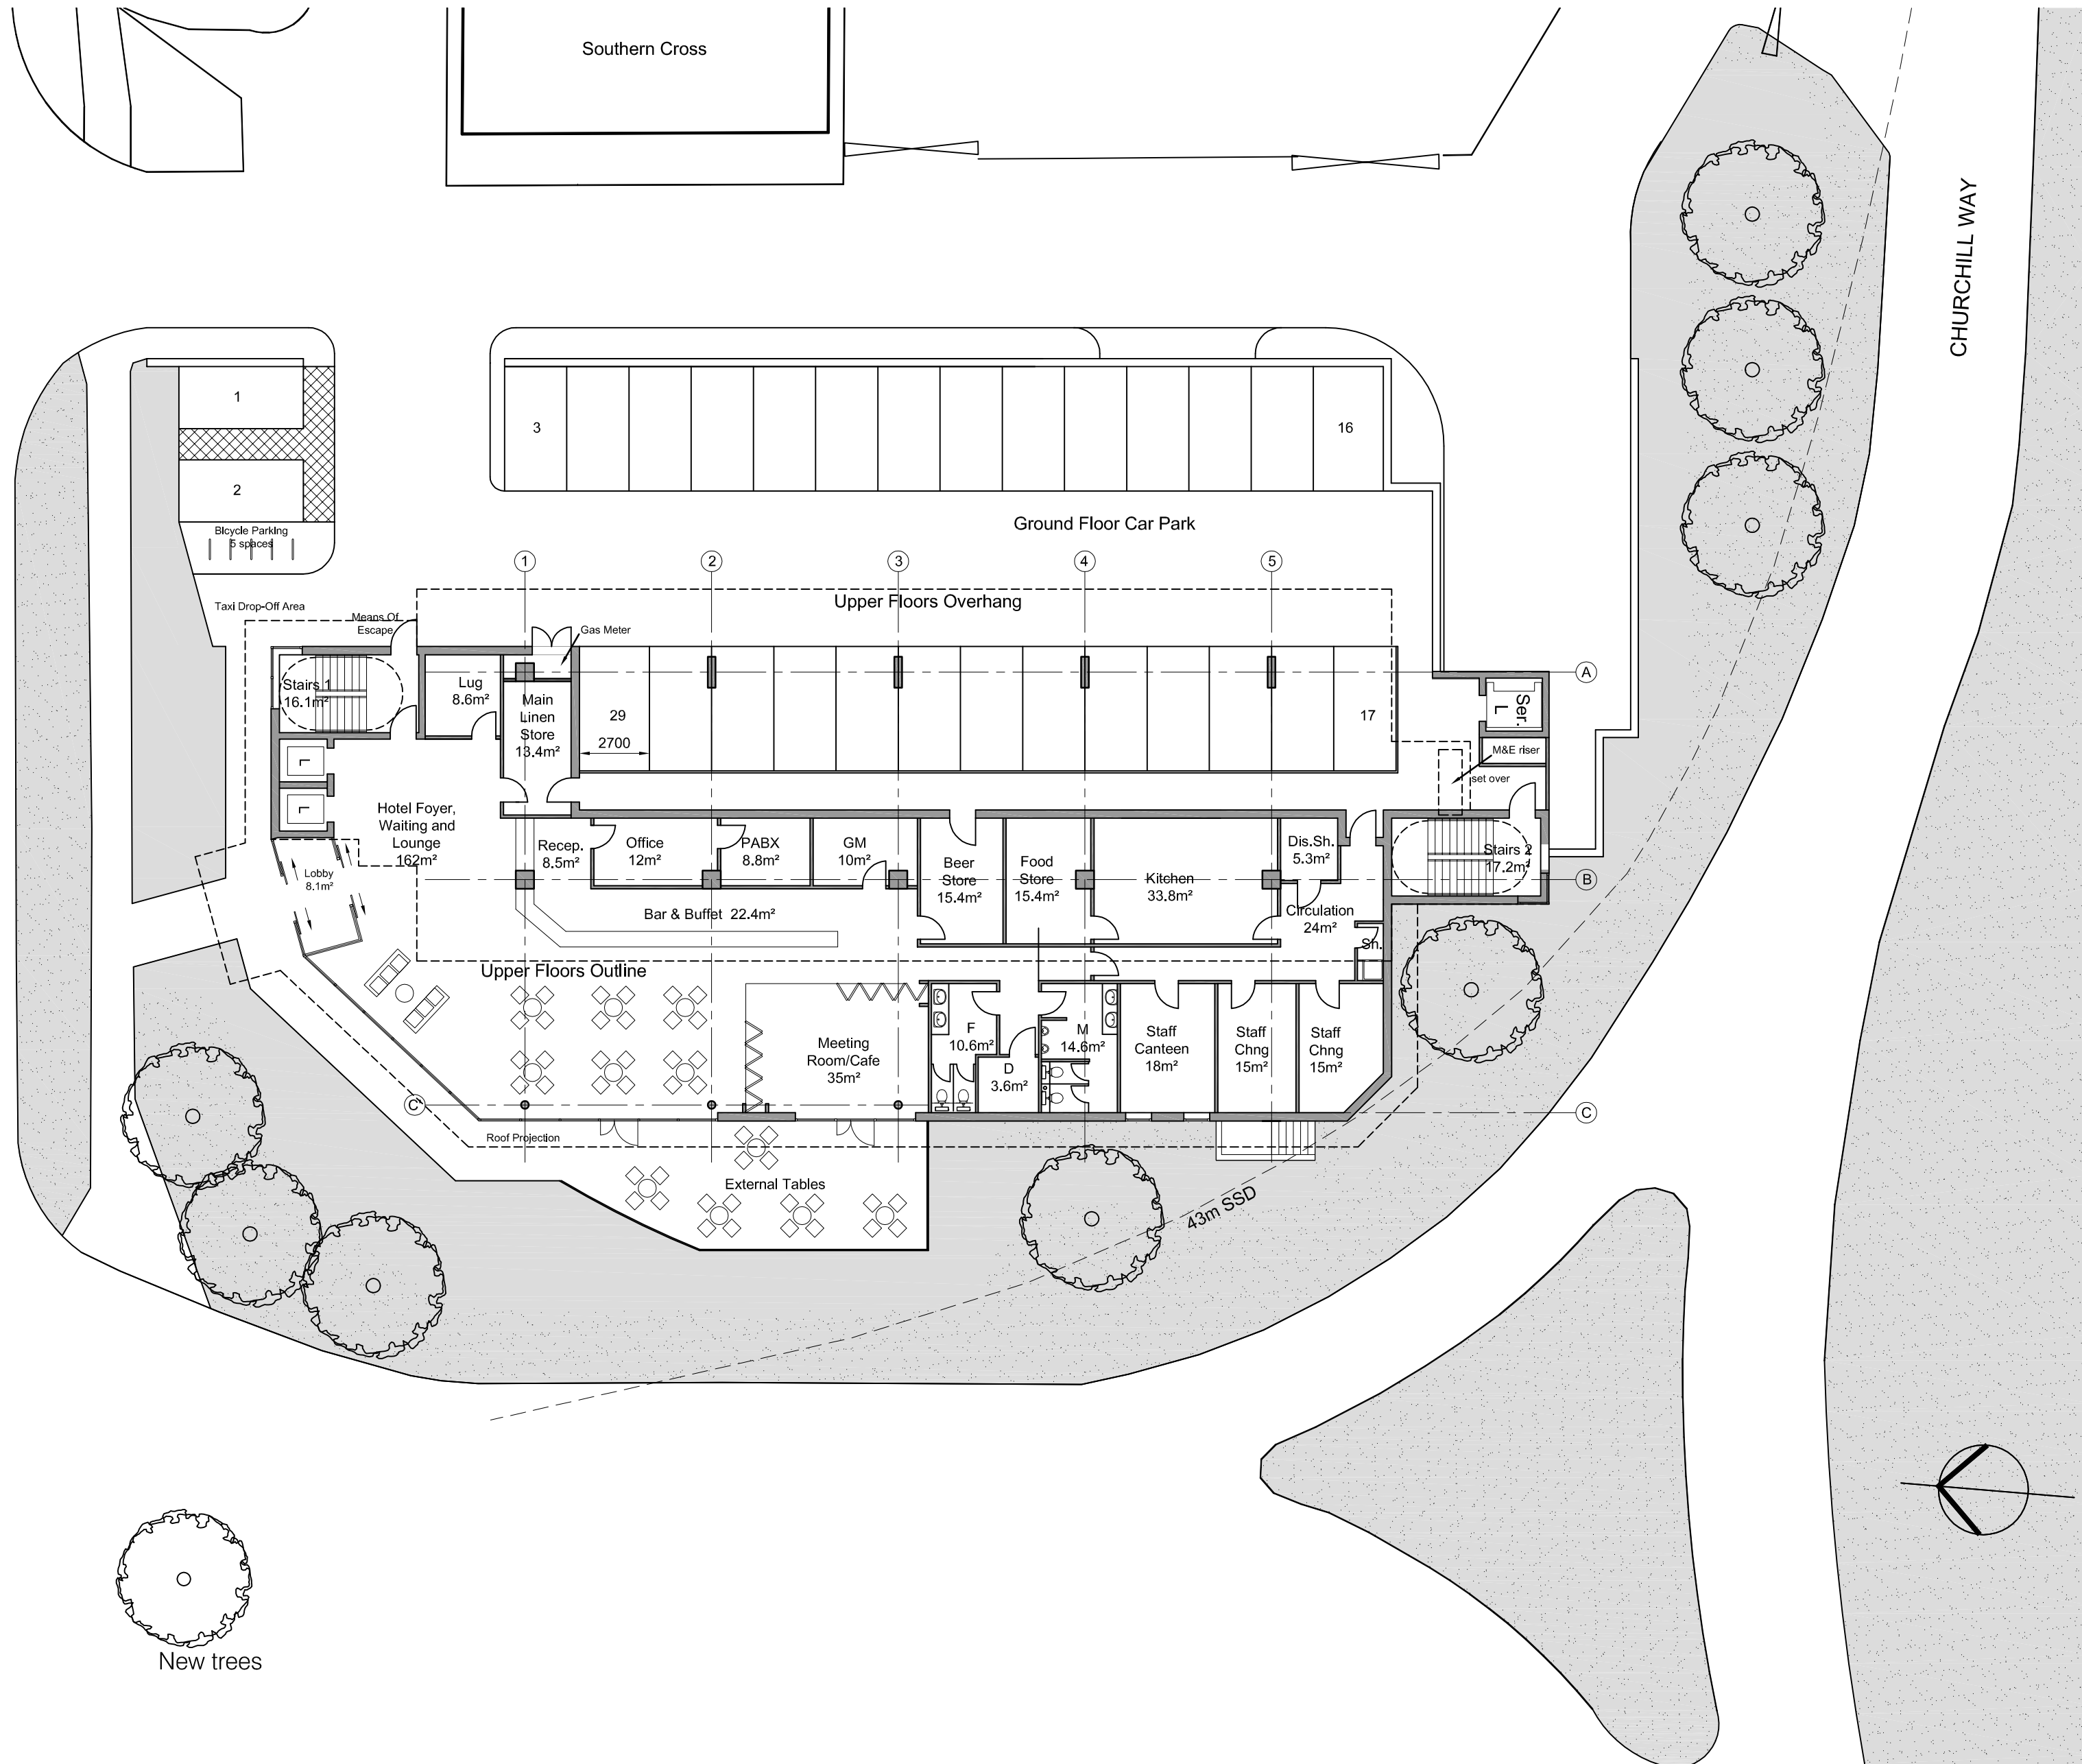 Southern Cross
CHURCHILL WAY
1
2
Bicycle Parking
5 spaces
3
16
Ground Floor Car Park
1
2
3
4
5
Upper Floors Overhang
Taxi Drop-Off Area
Means Of
Escape
Gas Meter
A
Stairs 1
16.1m²
Lug
8.6m²
Main
Linen
Store
13.4m²
29
2700
17
Ser.
L
M&E riser
set over
L
L
Hotel Foyer,
Waiting and
Lounge
162m²
Lobby
8.1m²
Recep.
8.5m²
Office
12m²
PABX
8.8m²
GM
10m²
Beer
Store
15.4m²
Food
Store
15.4m²
Kitchen
33.8m²
Dis.Sh.
5.3m²
Stairs 2
17.2m²
B
Bar & Buffet 22.4m²
Circulation
24m²
Sh.
Upper Floors Outline
Meeting
Room/Cafe
35m²
F
10.6m²
D
3.6m²
M
14.6m²
Staff
Canteen
18m²
Staff
Chng
15m²
Staff
Chng
15m²
C'
C
Roof Projection
External Tables
43m SSD
New trees